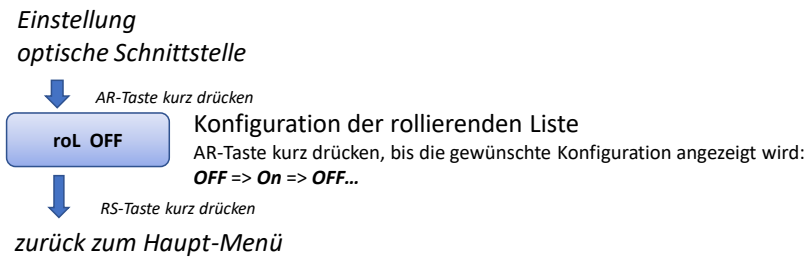 Einstellung
optische Schnittstelle
AR-Taste kurz drücken
roL OFF
Konfiguration der rollierenden Liste
AR-Taste kurz drücken, bis die gewünschte Konfiguration angezeigt wird:
OFF => On => OFF…
RS-Taste kurz drücken
zurück zum Haupt-Menü